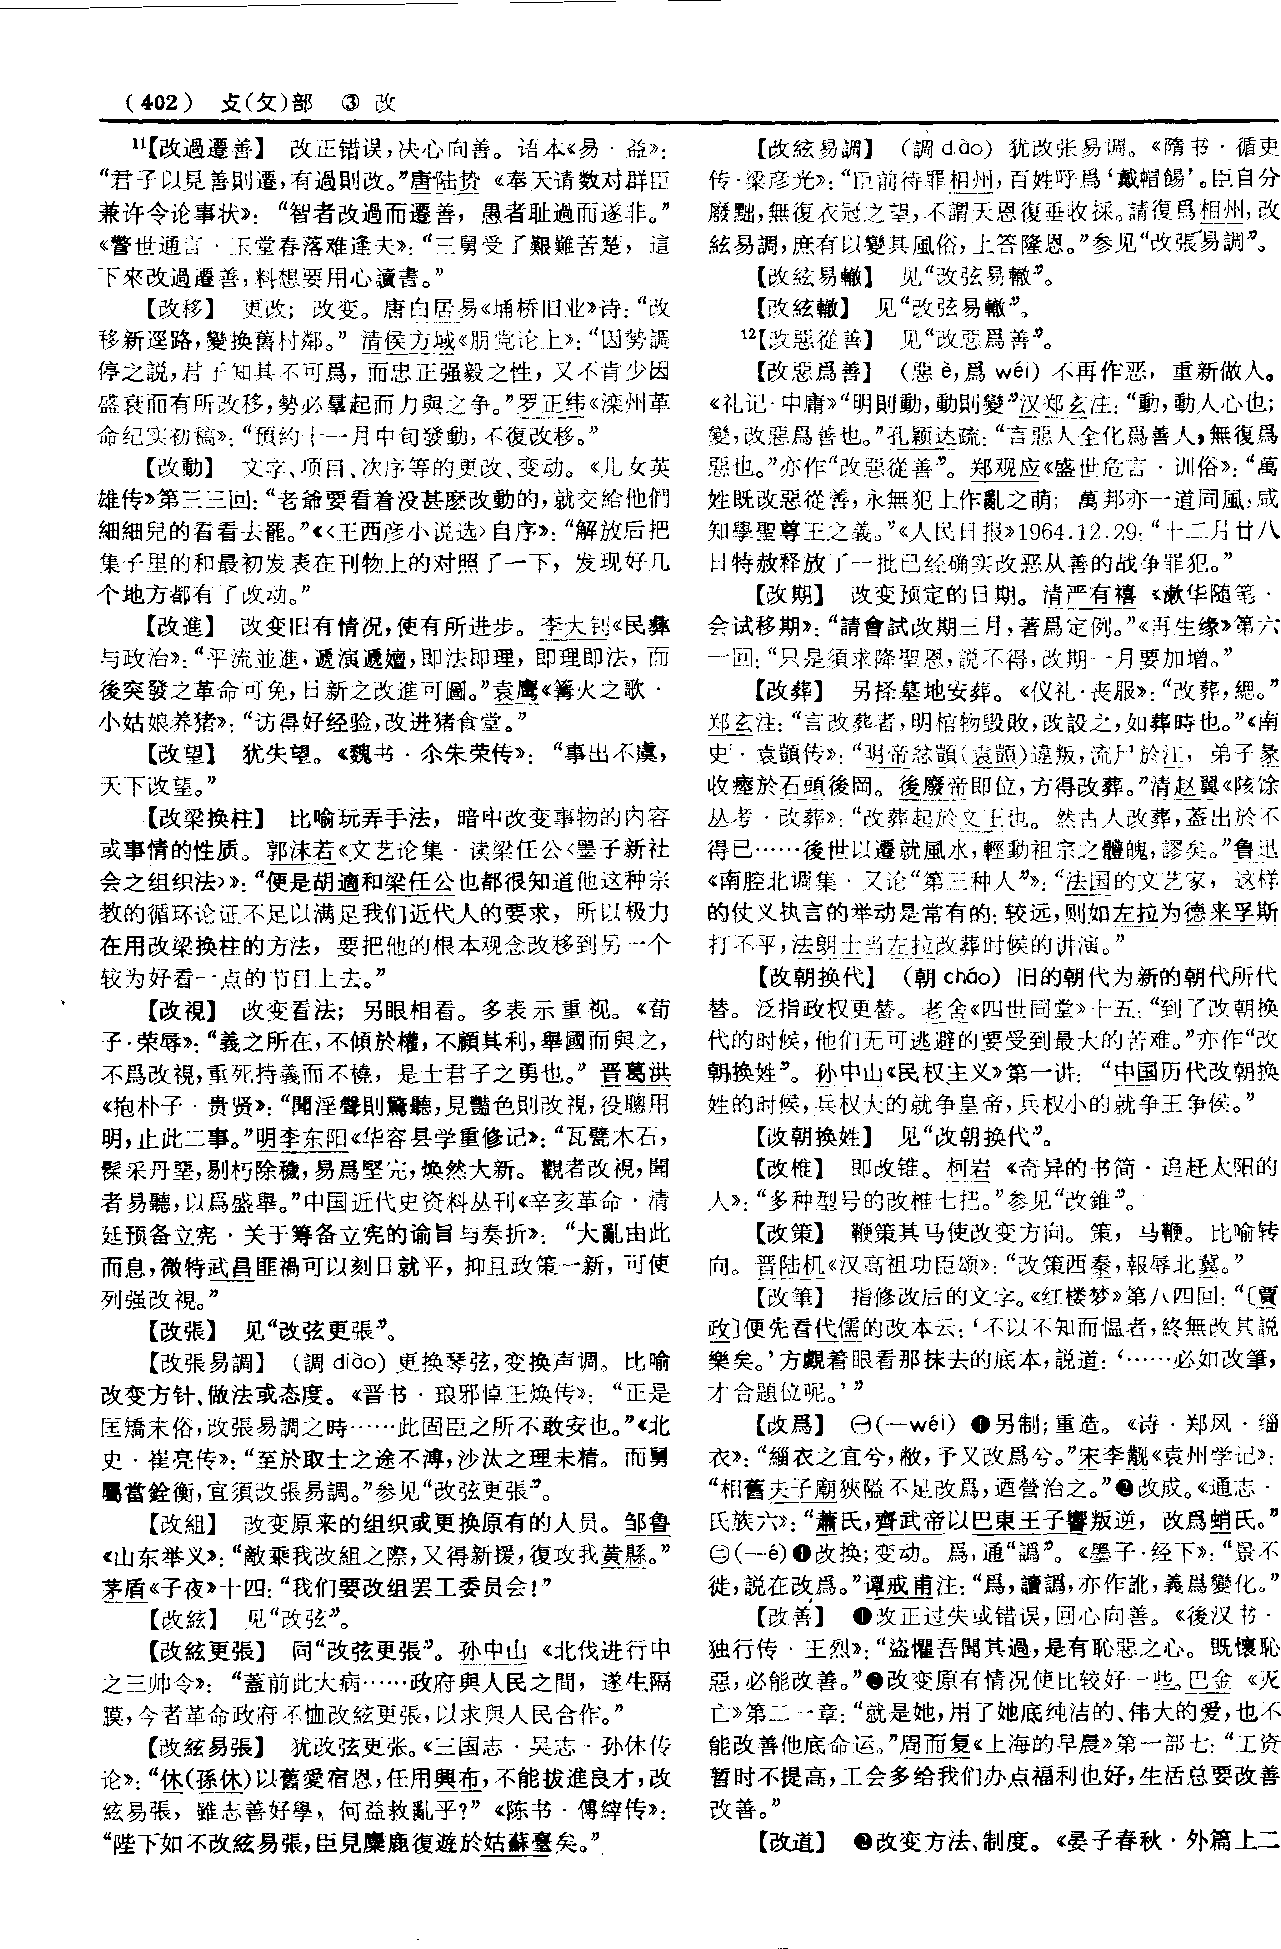 (402)　攴(攵)部　③ 改
11【改過遷善】 改正错误,决心向善。语本《易·益》:
“君子以見善則遷,有過則改。”唐陆贽《奉天请数对群臣
兼许令论事状》:“智者改過而遷善，愚者耻過而遂非。”
《警世通言·玉堂春落难逢夫》:“三舅受了艱難苦楚，這
下來改過遷善,料想要用心讀書。”
【改移】 更改；改变。唐白居易《埇桥旧业》诗:“改
移新逕路,變换舊村鄰。”清侯方域《朋党论上》:“因勢調
停之説,君子知其不可爲，而忠正强毅之性，又不肯少因
盛衰而有所改移,勢必羣起而力與之争。”罗正纬《滦州革
命纪实初稿》:“預約十一月中旬發動,不復改移。”
【改動】 文字、项目、次序等的更改、变动。《儿女英
雄传》第三三回:“老爺要看着没甚麽改動的,就交給他們
細細兒的看看去罷。”《〈王西彦小说选〉自序》:“解放后把
集子里的和最初发表在刊物上的对照了一下，发现好几
个地方都有了改动。”
【改進】 改变旧有情况,使有所进步。李大钊《民彝
与政治》:“平流並進,遞演遞嬗,即法即理，即理即法，而
後突發之革命可免,日新之改進可圖。”袁鹰《篝火之歌·
小姑娘养猪》:“访得好经验,改进猪食堂。”
【改望】 犹失望。《魏书·尒朱荣传》:“事出不虞，
天下改望。”
【改梁换柱】 比喻玩弄手法，暗中改变事物的内容
或事情的性质。郭沫若《文艺论集·读梁任公〈墨子新社
会之组织法〉》:“便是胡適和梁任公也都很知道他这种宗
教的循环论证不足以满足我们近代人的要求，所以极力
在用改梁换柱的方法，要把他的根本观念改移到另一个
较为好看一点的节目上去。”
【改視】 改变看法；另眼相看。多表示重视。《荀
子·荣辱》:“義之所在,不傾於權,不顧其利,舉國而與之，
不爲改視,重死持義而不橈，是士君子之勇也。”晋葛洪
《抱朴子·贵贤》:“聞淫聲則驚聽,見豔色則改視,役聰用
明,止此二事。”明李东阳《华容县学重修记》:“瓦甓木石，
髹采丹堊,剔朽除穢,易爲堅完,焕然大新。觀者改視,聞
者易聽,以爲盛舉。”中国近代史资料丛刊《辛亥革命·清
廷预备立宪·关于筹备立宪的谕旨与奏折》:“大亂由此
而息,微特武昌匪禍可以刻日就平，抑且政策一新，可使
列强改視。”
【改張】 见“改弦更張”。
【改張易調】 (調 diào)更换琴弦,变换声调。比喻
改变方针、做法或态度。《晋书·琅邪悼王焕传》:“正是
匡矯末俗,改張易調之時……此固臣之所不敢安也。”《北
史·崔亮传》:“至於取士之途不溥,沙汰之理未精。而舅
屬當銓衡,宜須改張易調。”参见“改弦更張”。
【改組】 改变原来的组织或更换原有的人员。邹鲁
《山东举义》:“敵乘我改組之際,又得新援,復攻我黄縣。”
茅盾《子夜》十四:“我们要改组罢工委员会!”
【改絃】 见“改弦”。
【改絃更張】 同“改弦更張”。孙中山《北伐进行中
之三帅令》:“蓋前此大病……政府與人民之間，遂生隔
膜,今者革命政府不恤改絃更張,以求與人民合作。”
【改絃易張】 犹改弦更张。《三国志·吴志·孙休传
论》:“休(孫休)以舊愛宿恩,任用興布,不能拔進良才,改
絃易張，雖志善好學，何益救亂乎?”《陈书·傅縡传》:
“陛下如不改絃易張,臣見麋鹿復遊於姑蘇臺矣。”
【改絃易調】 (調 diào)犹改张易调。《隋书·循吏
传·梁彦光》:“臣前待罪相州,百姓呼爲‘戴帽餳’。臣自分
廢黜,無復衣冠之望,不謂天恩復垂收採。請復爲相州,改
絃易調,庶有以變其風俗,上答隆恩。”参见“改張易調”。
【改絃易轍】 见“改弦易轍”。
【改絃轍】 见“改弦易轍”。
12【改惡從善】 见“改惡爲善”。
【改惡爲善】 (惡è,爲 wéi)不再作恶，重新做人。
《礼记·中庸》“明則動,動則變”汉郑玄注:“動,動人心也；
變,改惡爲善也。”孔颖达疏:“言惡人全化爲善人,無復爲
惡也。”亦作“改惡從善”。郑观应《盛世危言·训俗》:“萬
姓既改惡從善,永無犯上作亂之萌；萬邦亦一道同風,咸
知學聖尊王之義。”《人民日报》1964.12.29:“十二月廿八
日特赦释放了一批已经确实改恶从善的战争罪犯。”
【改期】 改变预定的日期。清严有禧《漱华随笔·
会试移期》:“請會試改期三月,著爲定例。”《再生缘》第六
一回:“只是須求降聖恩,説不得,改期一月要加增。”
【改葬】 另择墓地安葬。《仪礼·丧服》:“改葬,緦。”
郑玄注:“言改葬者,明棺物毁敗,改設之,如葬時也。”《南
史·袁顗传》:“明帝忿顗(袁顗)違叛,流尸於江，弟子彖
收瘞於石頭後岡。後廢帝即位,方得改葬。”清赵翼《陔馀
丛考·改葬》:“改葬起於文王也。然古人改葬,蓋出於不
得已……後世以遷就風水,輕動祖宗之體魄,謬矣。”鲁迅
《南腔北调集·又论“第三种人”》:“法国的文艺家，这样
的仗义执言的举动是常有的:较远,则如左拉为德来孚斯
打不平,法朗士当左拉改葬时候的讲演。”
【改朝换代】 (朝 cháo)旧的朝代为新的朝代所代
替。泛指政权更替。老舍《四世同堂》十五:“到了改朝换
代的时候,他们无可逃避的要受到最大的苦难。”亦作“改
朝换姓”。孙中山《民权主义》第一讲:“中国历代改朝换
姓的时候,兵权大的就争皇帝,兵权小的就争王争侯。”
【改朝换姓】 见“改朝换代”。
【改椎】 即改锥。柯岩《奇异的书简·追赶太阳的
人》:“多种型号的改椎七把。”参见“改錐”。
【改策】 鞭策其马使改变方向。策，马鞭。比喻转
向。晋陆机《汉高祖功臣颂》:“改策西秦,報辱北冀。”
【改筆】 指修改后的文字。《红楼梦》第八四回:“〔賈
政〕便先看代儒的改本云:‘不以不知而愠者,終無改其説
樂矣。’方覷着眼看那抹去的底本,説道:‘……必如改筆，
才合題位呢。’”
【改爲】 ㊀(—wéi)❶另制；重造。《诗·郑风·缁
衣》:“緇衣之宜兮,敝,予又改爲兮。”宋李觏《袁州学记》:
“相舊夫子廟狹隘不足改爲,迺營治之。”❷改成。《通志·
氏族六》:“蕭氏,齊武帝以巴東王子響叛逆，改爲蛸氏。”
㊁(—é)❶改换；变动。爲,通“譌”。《墨子·经下》:“景不
徙,説在改爲。”谭戒甫注:“爲,讀譌,亦作訛,義爲變化。”
【改善】 ❶改正过失或错误,回心向善。《後汉书·
独行传·王烈》:“盜懼吾聞其過,是有恥惡之心。既懷恥
惡,必能改善。”❷改变原有情况使比较好一些。巴金《灭
亡》第二一章:“就是她,用了她底纯洁的、伟大的爱,也不
能改善他底命运。”周而复《上海的早晨》第一部七:“工资
暂时不提高,工会多给我们办点福利也好,生活总要改善
改善。”
【改道】 ❷改变方法、制度。《晏子春秋·外篇上二